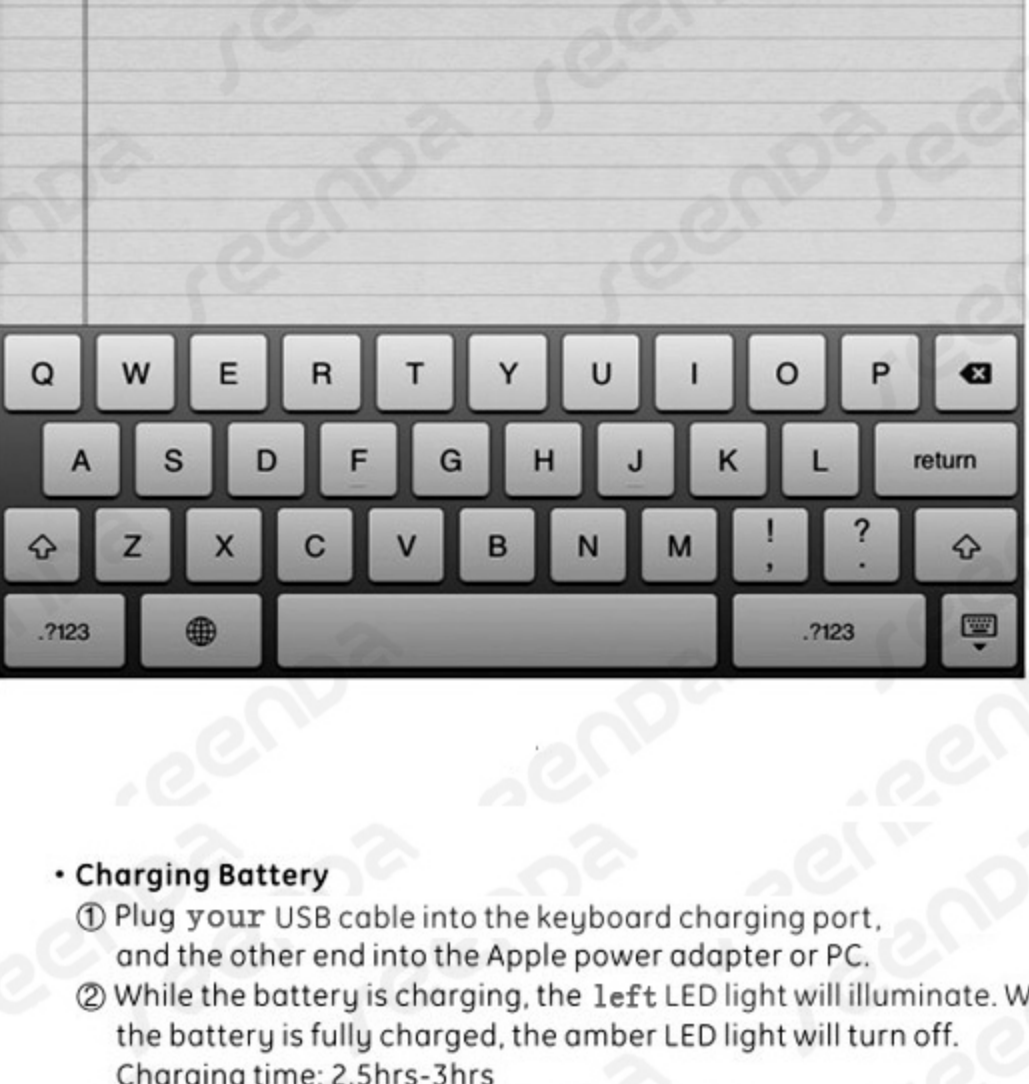 Q W E R T Y U I O P
A S D F G H J K L return
Z X C V B N M ! , ? .
.?123 .?123
seenda
• Charging Battery
① Plug your USB cable into the keyboard charging port,
and the other end into the Apple power adapter or PC.
② While the battery is charging, the left LED light will illuminate. W
the battery is fully charged, the amber LED light will turn off.
Charging time: 2.5hrs-3hrs